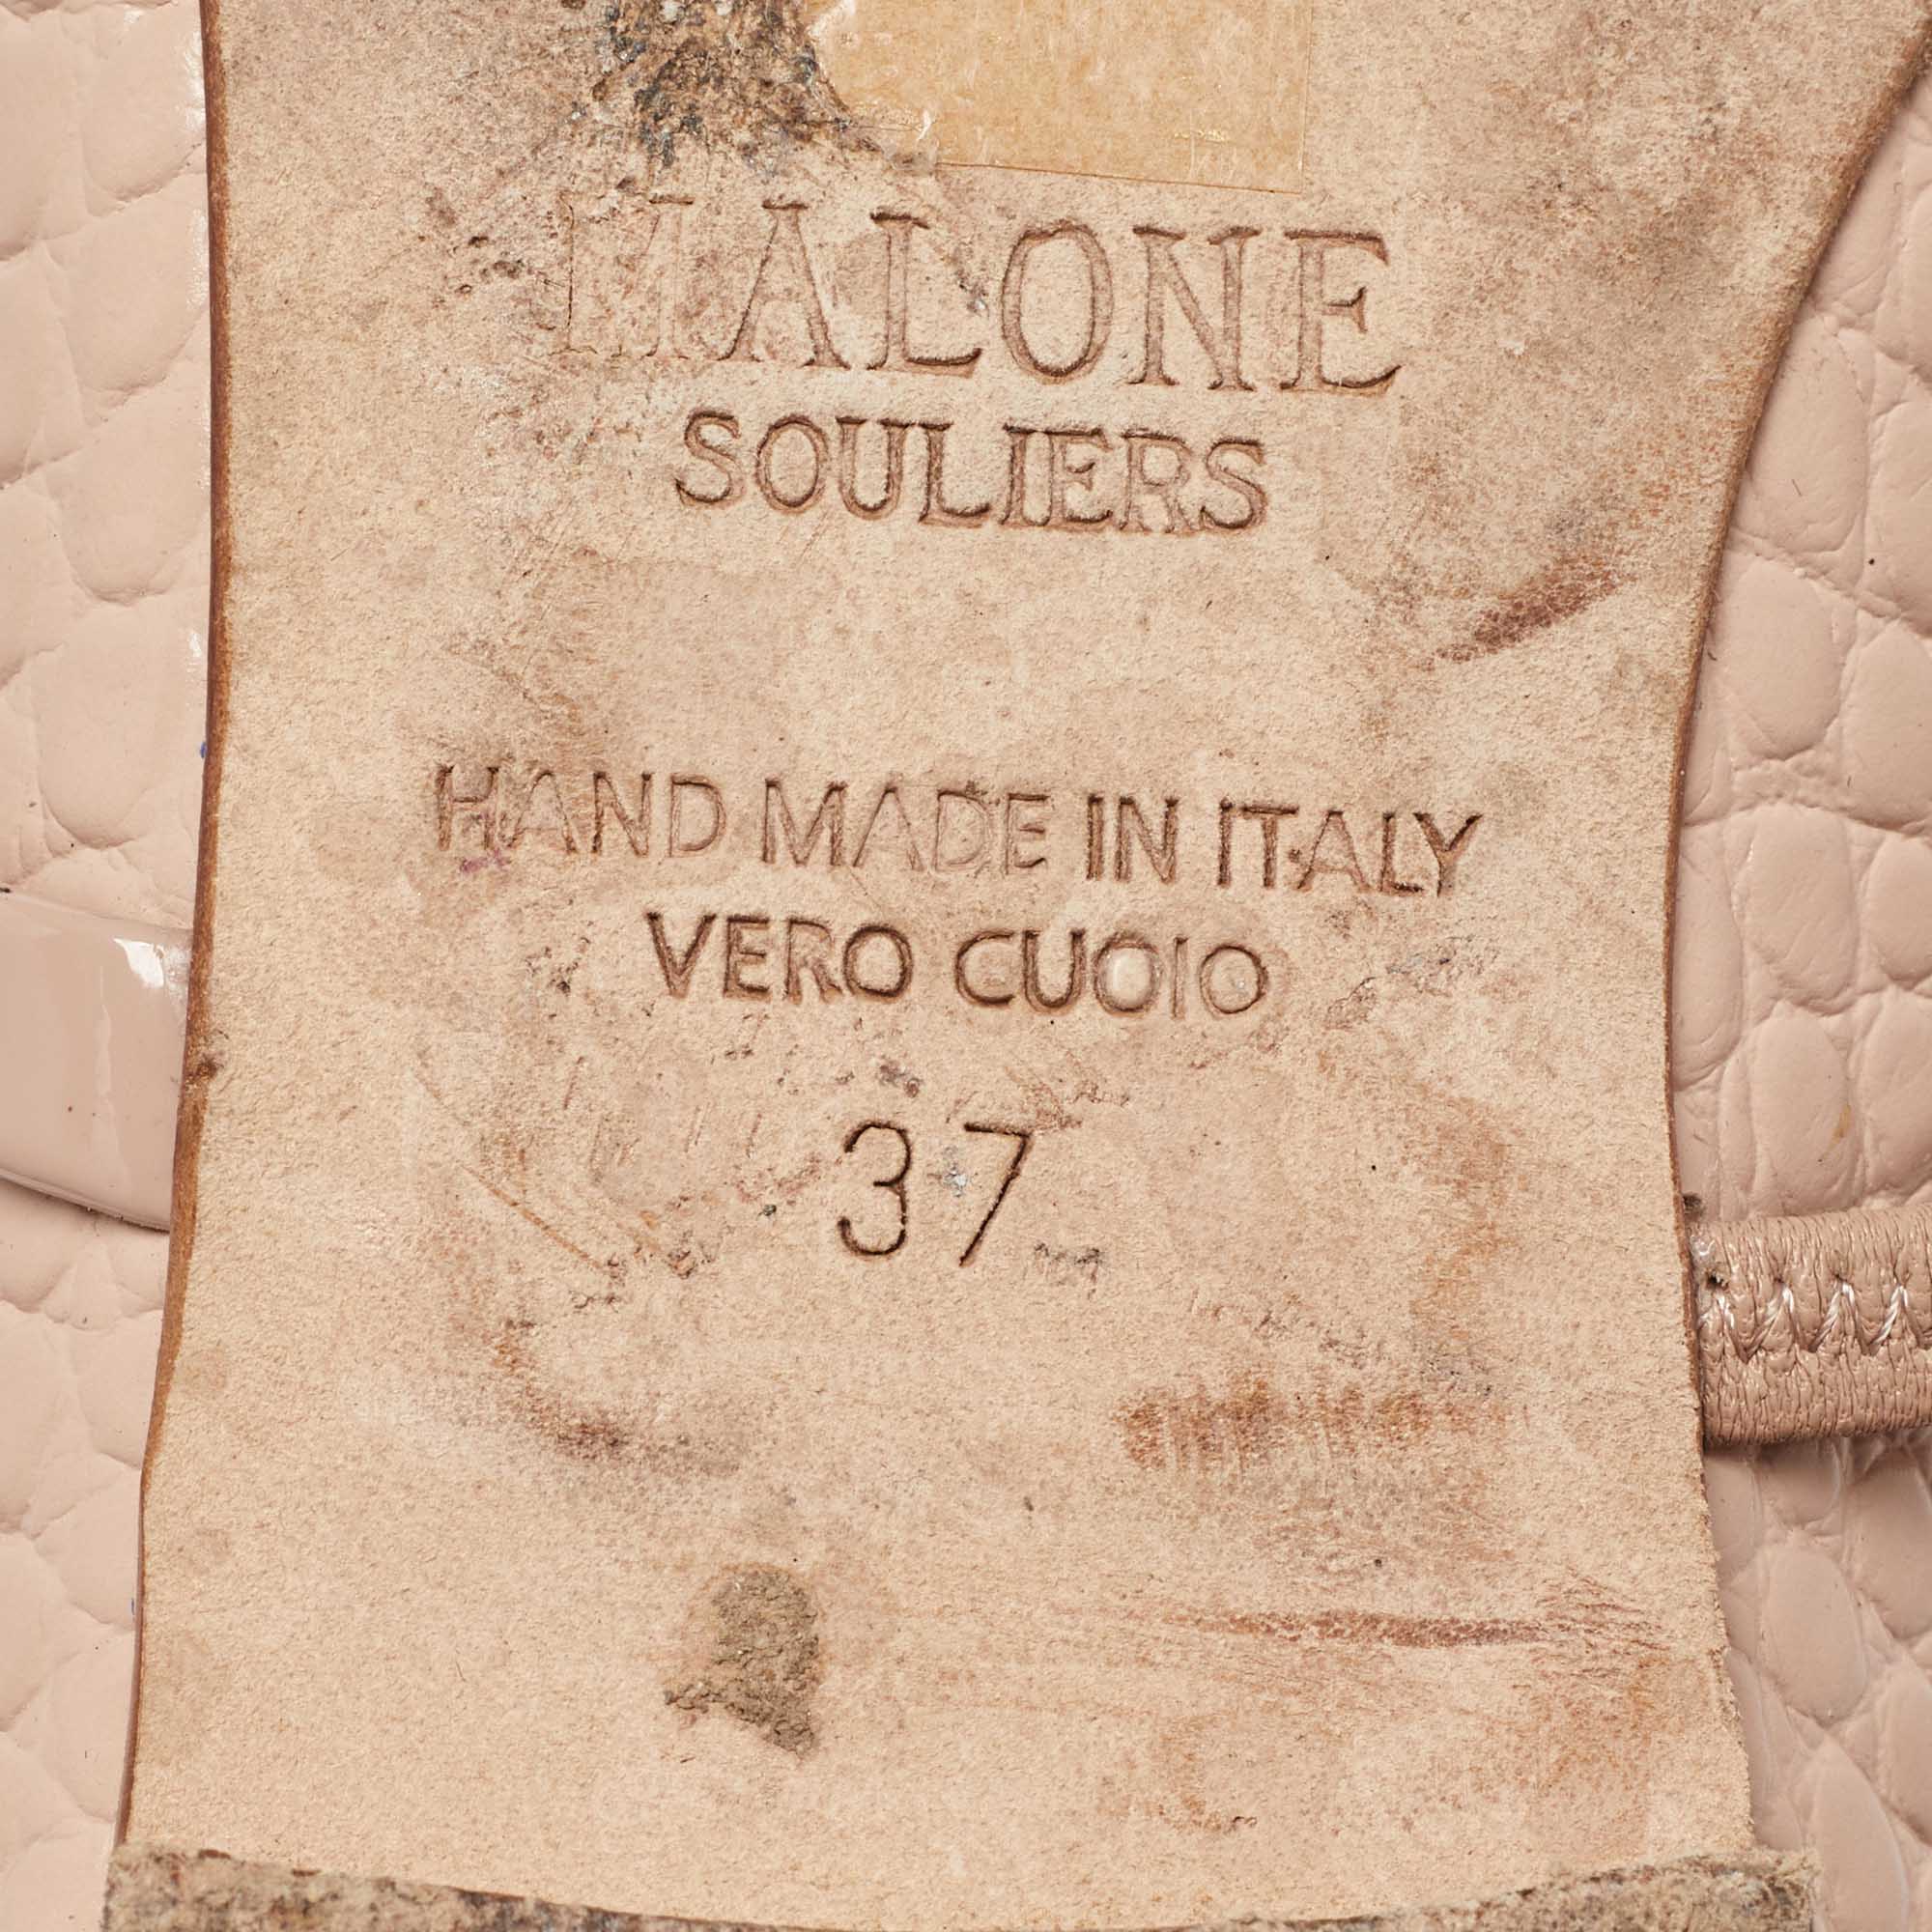 MALONE
SOULIERS
HAND MADE IN ITALY
VERO CUOIO
37